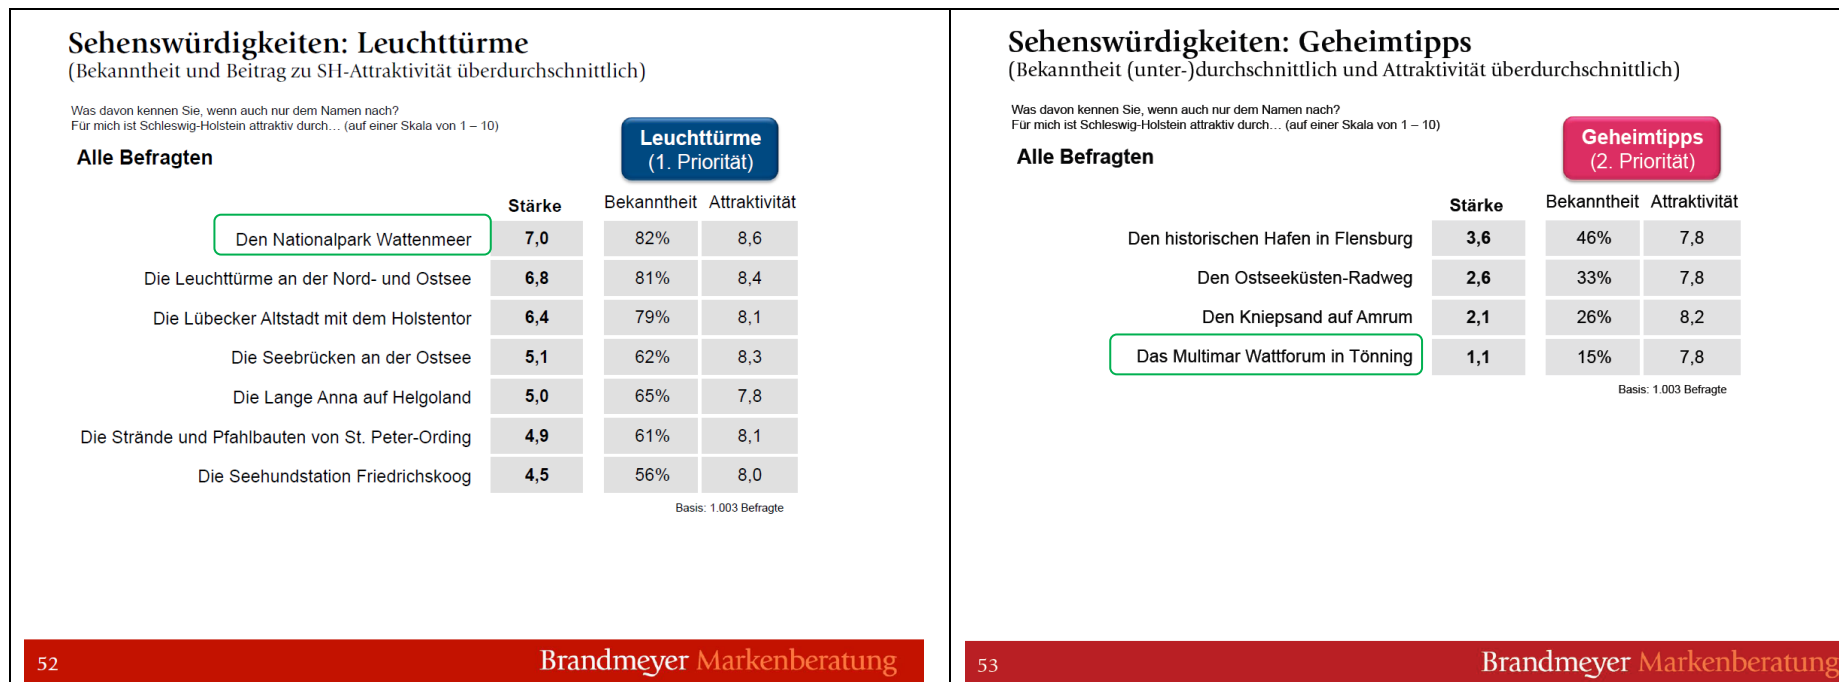 Sehenswürdigkeiten: Leuchttürme
(Bekanntheit und Beitrag zu SH-Attraktivität überdurchschnittlich)
Was davon kennen Sie, wenn auch nur dem Namen nach?
Für mich ist Schleswig-Holstein attraktiv durch… (auf einer Skala von 1 – 10)
Alle Befragten
Leuchttürme
(1. Priorität)
Stärke Bekanntheit Attraktivität
Den Nationalpark Wattenmeer 7,0 82% 8,6
Die Leuchttürme an der Nord- und Ostsee 6,8 81% 8,4
Die Lübecker Altstadt mit dem Holstentor 6,4 79% 8,1
Die Seebrücken an der Ostsee 5,1 62% 8,3
Die Lange Anna auf Helgoland 5,0 65% 7,8
Die Strände und Pfahlbauten von St. Peter-Ording 4,9 61% 8,1
Die Seehundstation Friedrichskoog 4,5 56% 8,0
Basis: 1.003 Befragte
52 Brandmeyer Markenberatung
Sehenswürdigkeiten: Geheimtipps
(Bekanntheit (unter-)durchschnittlich und Attraktivität überdurchschnittlich)
Was davon kennen Sie, wenn auch nur dem Namen nach?
Für mich ist Schleswig-Holstein attraktiv durch… (auf einer Skala von 1 – 10)
Alle Befragten
Geheimtipps
(2. Priorität)
Stärke Bekanntheit Attraktivität
Den historischen Hafen in Flensburg 3,6 46% 7,8
Den Ostseeküsten-Radweg 2,6 33% 7,8
Den Kniepsand auf Amrum 2,1 26% 8,2
Das Multimar Wattforum in Tönning 1,1 15% 7,8
Basis: 1.003 Befragte
53 Brandmeyer Markenberatung